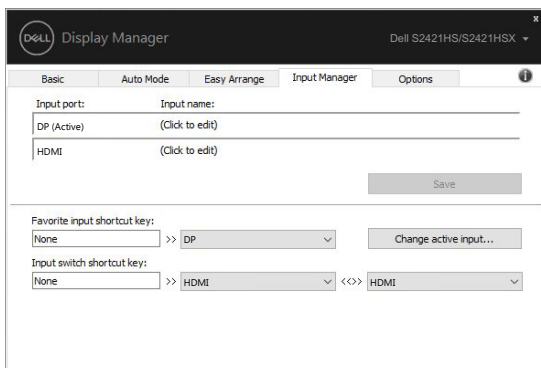 x
DELL Display Manager Dell S2421HS/S2421HSX
Basic Auto Mode Easy Arrange Input Manager Options i
Input port: Input name:
DP (Active) (Click to edit)
HDMI (Click to edit)
Save
Favorite input shortcut key:
None >> DP Change active input...
Input switch shortcut key:
None >> HDMI <<>> HDMI